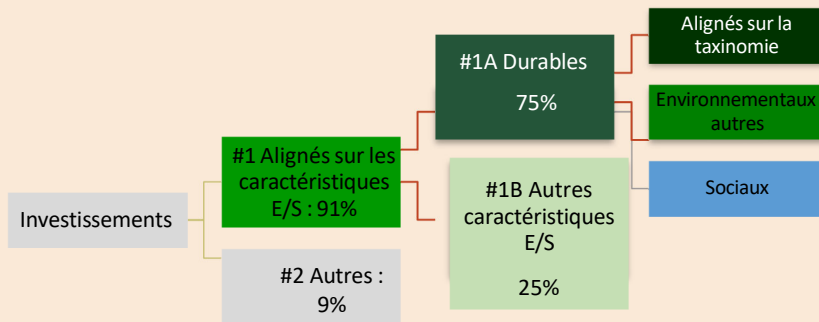 Investissements
#1 Alignés sur les
caractéristiques
E/S : 91%
#2 Autres :
9%
#1A Durables
75%
#1B Autres
caractéristiques
E/S
25%
Alignés sur la
taxinomie
Environnementaux
autres
Sociaux